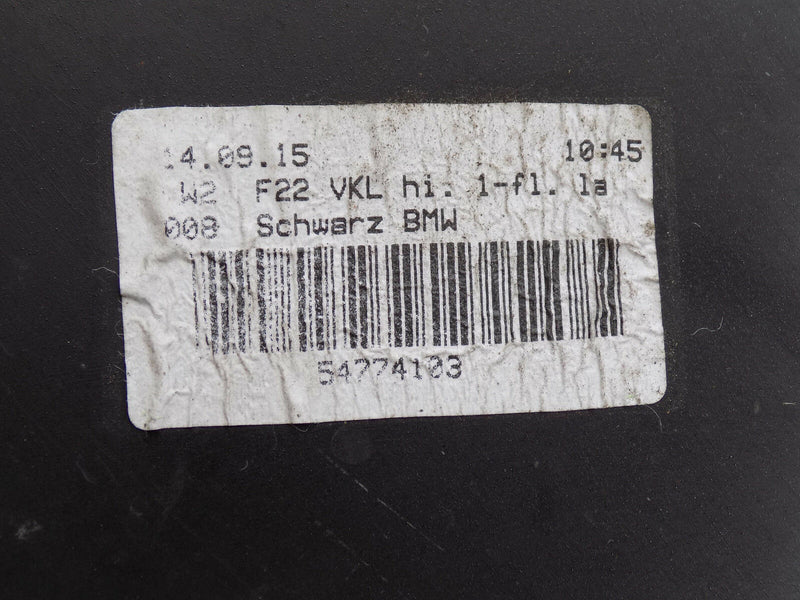 14.09.15 10:45
W2 F22 VKL hi. 1-fl. la
008 Schwarz BMW
54774103